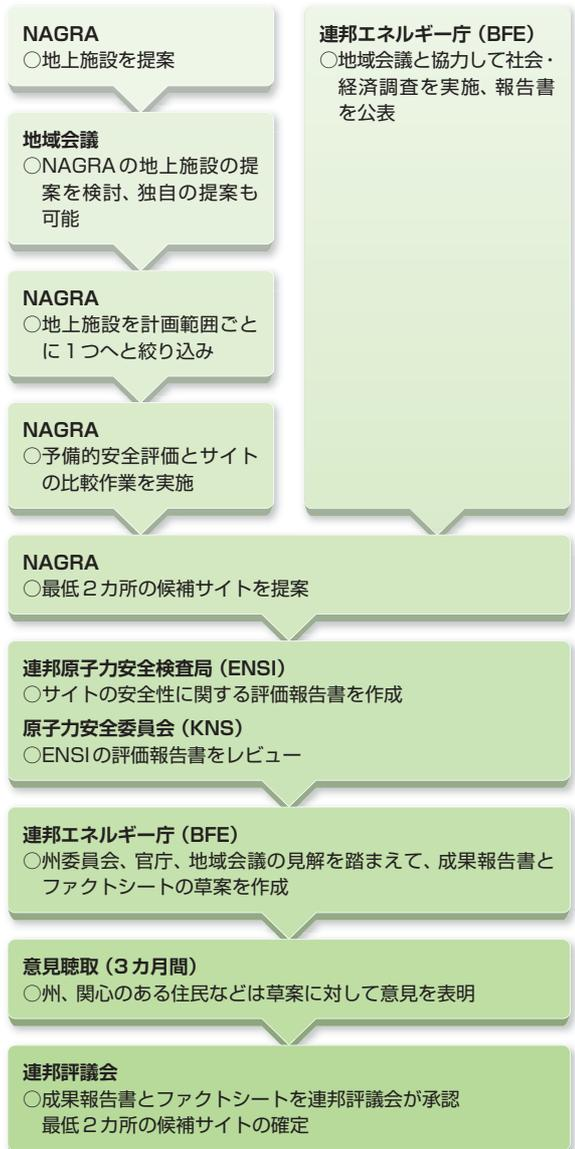 NAGRA
○地上施設を提案
地域会議
○NAGRAの地上施設の提
案を検討、独自の提案も
可能
NAGRA
○地上施設を計画範囲ごと
に1つへと絞り込み
NAGRA
○予備的安全評価とサイト
の比較作業を実施
連邦エネルギー庁（BFE）
○地域会議と協力して社会・
経済調査を実施、報告書
を公表
NAGRA
○最低2カ所の候補サイトを提案
連邦原子力安全検査局（ENSI）
○サイトの安全性に関する評価報告書を作成
原子力安全委員会（KNS）
○ENSIの評価報告書をレビュー
連邦エネルギー庁（BFE）
○州委員会、官庁、地域会議の見解を踏まえて、成果報告書と
ファクトシートの草案を作成
意見聴取（3カ月間）
○州、関心のある住民などは草案に対して意見を表明
連邦評議会
○成果報告書とファクトシートを連邦評議会が承認
最低2カ所の候補サイトの確定